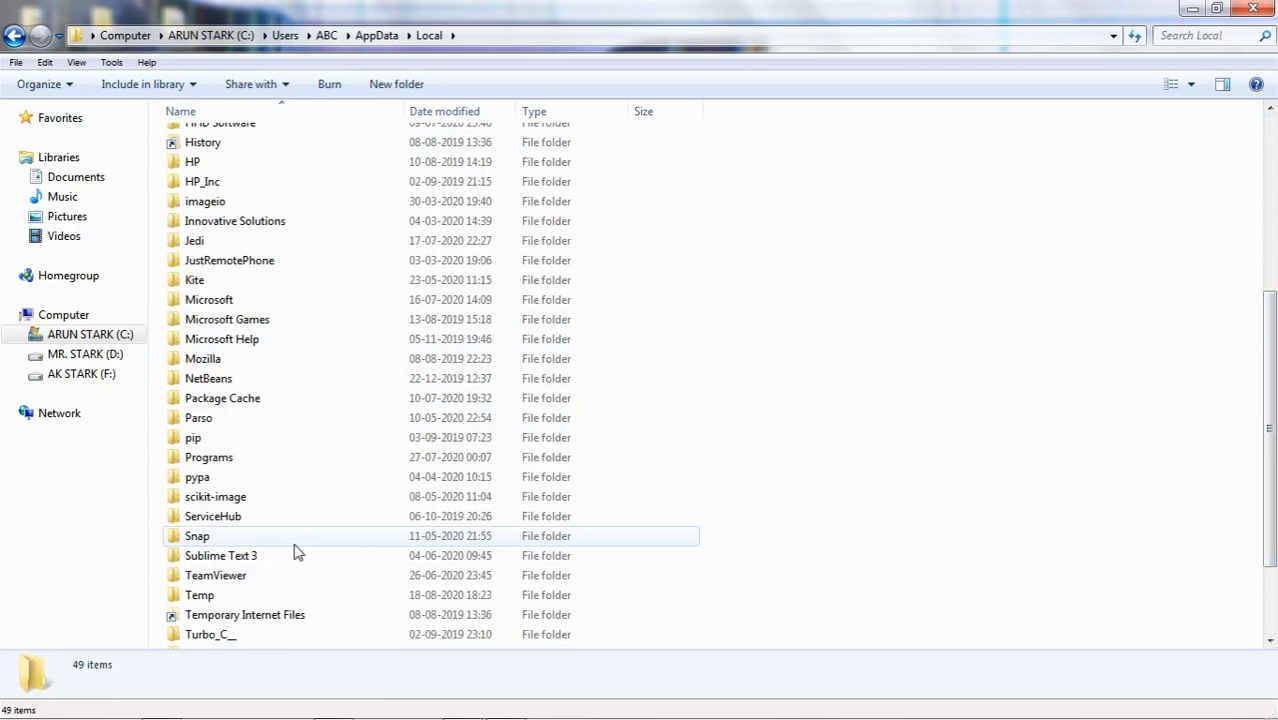 Computer ARUN STARK (C:) Users ABC AppData Local Search Local
File Edit View Tools Help
Organize Include in library Share with Burn New folder
Favorites
Libraries
Documents
Music
Pictures
Videos
Homegroup
Computer
ARUN STARK (C:)
MR. STARK (D:)
AK STARK (F:)
Network
Name Date modified Type Size
File folder
History 08-08-2019 13:36 File folder
HP 10-08-2019 14:19 File folder
HP_Inc 02-09-2019 21:15 File folder
imageio 30-03-2020 19:40 File folder
Innovative Solutions 04-03-2020 14:39 File folder
Jedi 17-07-2020 22:27 File folder
JustRemotePhone 03-03-2020 19:06 File folder
Kite 23-05-2020 11:15 File folder
Microsoft 16-07-2020 14:09 File folder
Microsoft Games 13-08-2019 15:18 File folder
Microsoft Help 05-11-2019 19:46 File folder
Mozilla 08-08-2019 22:23 File folder
NetBeans 22-12-2019 12:37 File folder
Package Cache 10-07-2020 19:32 File folder
Parso 10-05-2020 22:54 File folder
pip 03-09-2019 07:23 File folder
Programs 27-07-2020 00:07 File folder
pypa 04-04-2020 10:15 File folder
scikit-image 08-05-2020 11:04 File folder
ServiceHub 06-10-2019 20:26 File folder
Snap 11-05-2020 21:55 File folder
Sublime Text 3 04-06-2020 09:45 File folder
TeamViewer 26-06-2020 23:45 File folder
Temp 18-08-2020 18:23 File folder
Temporary Internet Files 08-08-2019 13:36 File folder
Turbo_C__ 02-09-2019 23:10 File folder
49 items
49 items